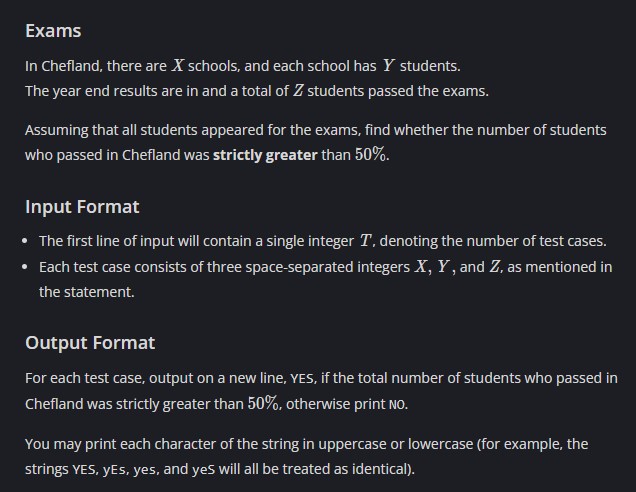 Exams
In Chefland, there are X schools, and each school has Y students.
The year end results are in and a total of Z students passed the exams.
Assuming that all students appeared for the exams, find whether the number of students
who passed in Chefland was strictly greater than 50%.
Input Format
• The first line of input will contain a single integer T, denoting the number of test cases.
• Each test case consists of three space-separated integers X, Y, and Z, as mentioned in
the statement.
Output Format
For each test case, output on a new line, YES, if the total number of students who passed in
Chefland was strictly greater than 50%, otherwise print NO.
You may print each character of the string in uppercase or lowercase (for example, the
strings YES, yEs, yes, and yeS will all be treated as identical).